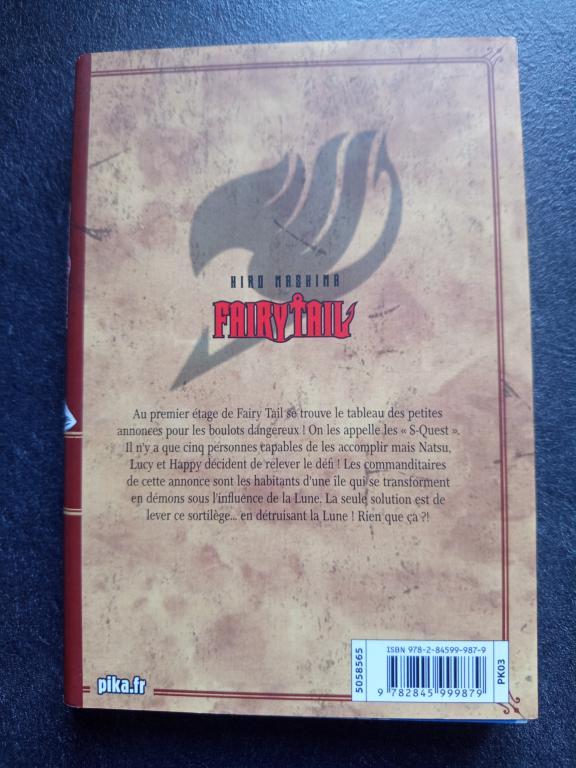 HIRO MASHIMA
FAIRY TAIL
Au premier étage de Fairy Tail se trouve le tableau des petites
annonces pour les boulots dangereux ! On les appelle les « S-Quest ».
Il n'y a que cinq personnes capables de les accomplir mais Natsu,
Lucy et Happy décident de relever le défi ! Les commanditaires
de cette annonce sont les habitants d'une île qui se transforment
en démons sous l'influence de la Lune. La seule solution est de
lever ce sortilège... en détruisant la Lune ! Rien que ça ?!
pika.fr
5058565
ISBN 978-2-84599-987-9
9 782845 999879
PK03